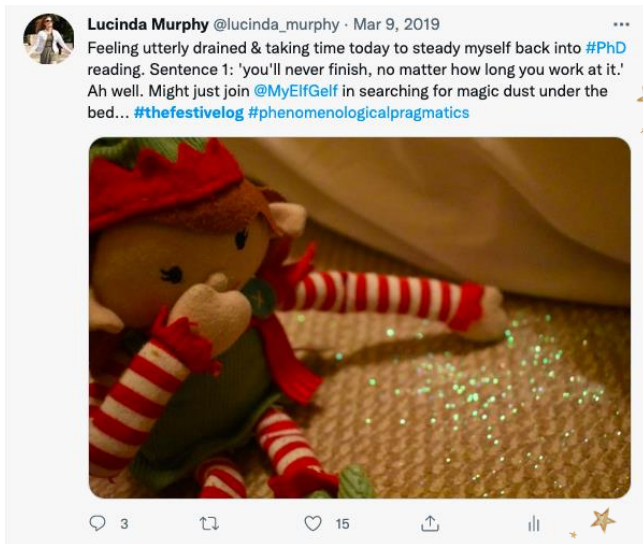 Lucinda Murphy @lucinda_murphy · Mar 9, 2019
Feeling utterly drained & taking time today to steady myself back into #PhD
reading. Sentence 1: 'you'll never finish, no matter how long you work at it.'
Ah well. Might just join @MyElfGelf in searching for magic dust under the
bed... #thefestivelog #phenomenologicalpragmatics
3 15